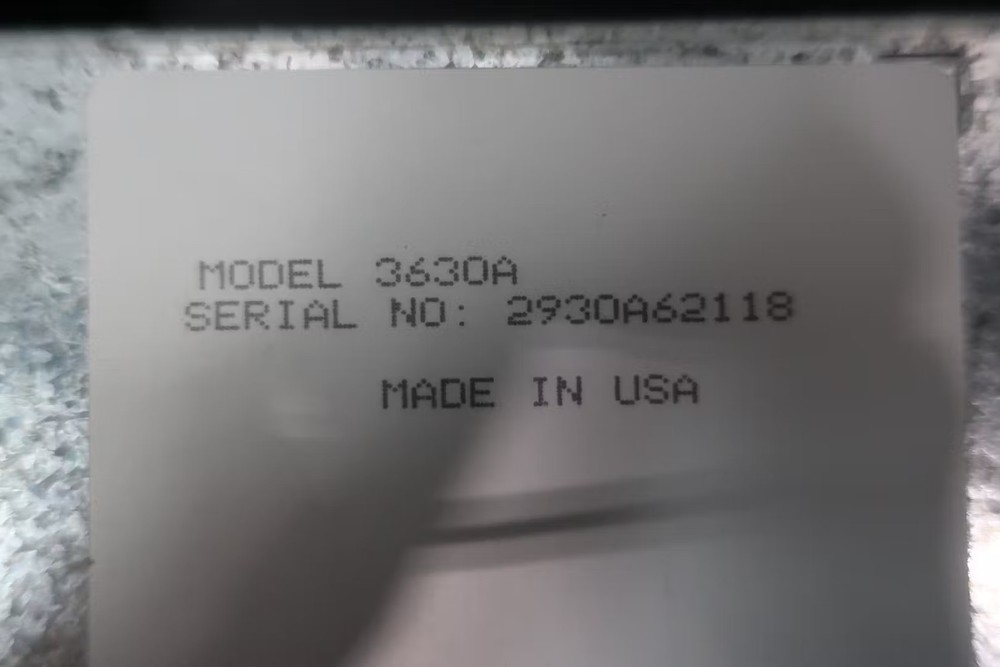 MODEL 3630A
SERIAL NO: 2930A62118
MADE IN USA